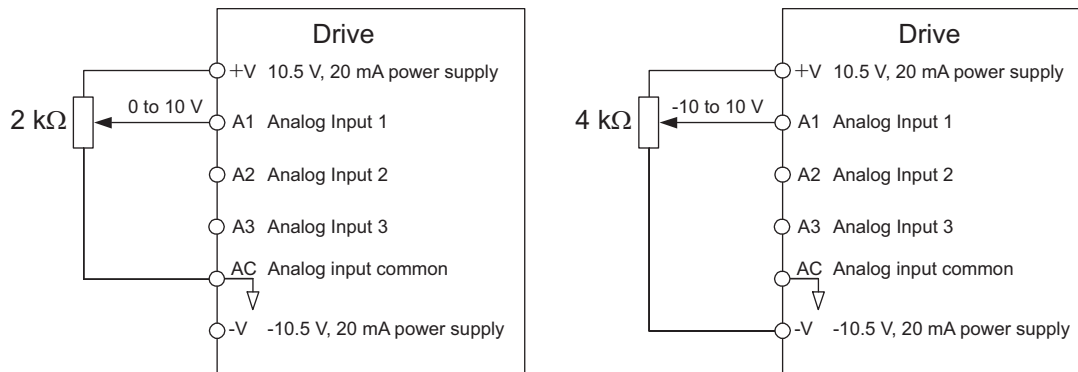 Drive
+V 10.5 V, 20 mA power supply
2 kΩ
0 to 10 V
A1 Analog Input 1
A2 Analog Input 2
A3 Analog Input 3
AC Analog input common
-V -10.5 V, 20 mA power supply
Drive
+V 10.5 V, 20 mA power supply
4 kΩ
-10 to 10 V
A1 Analog Input 1
A2 Analog Input 2
A3 Analog Input 3
AC Analog input common
-V -10.5 V, 20 mA power supply